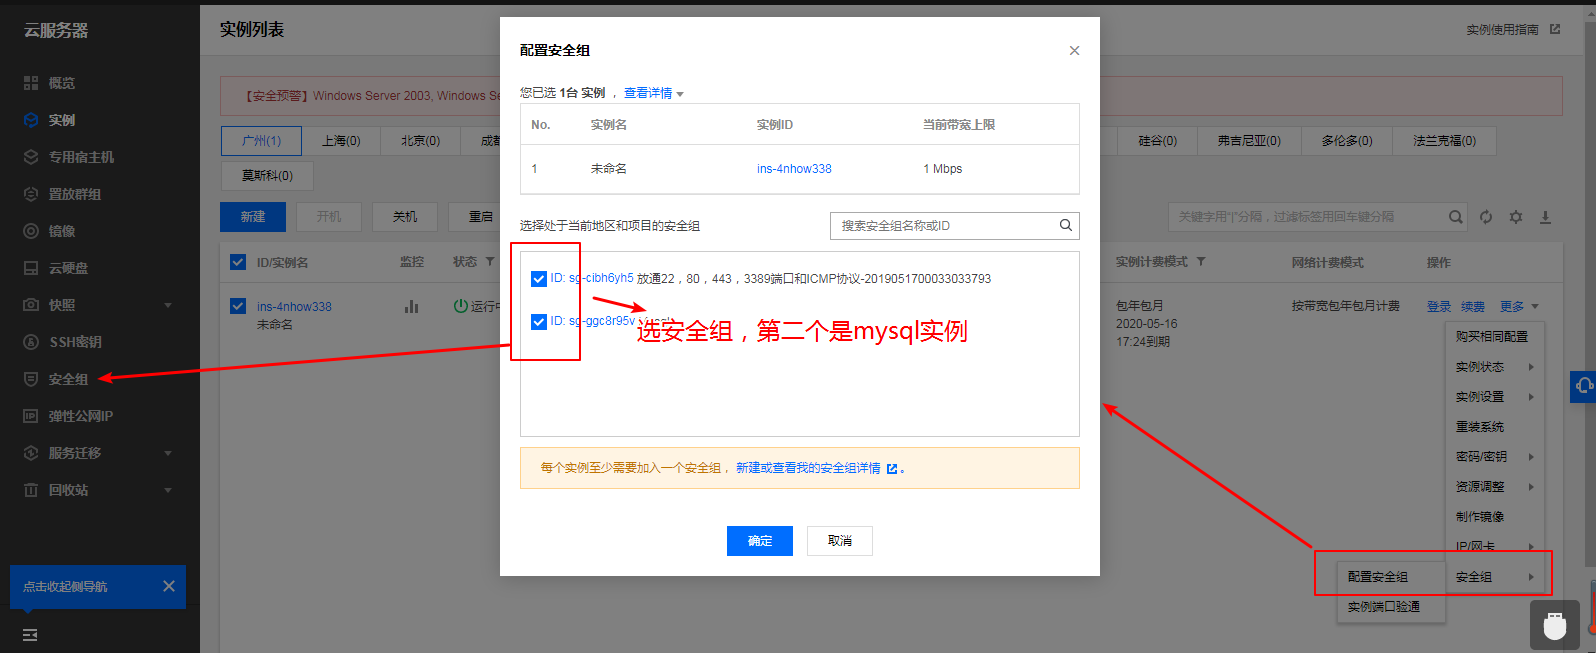 云服务器
概览
实例
专用宿主机
置放群组
镜像
云硬盘
快照
SSH密钥
安全组
弹性公网IP
服务迁移
回收站
点击收起侧导航
实例列表
实例使用指南
【安全预警】Windows Server 2003, Windows Se
广州(1) 上海(0) 北京(0) 成都 硅谷(0) 弗吉尼亚(0) 多伦多(0) 法兰克福(0)
莫斯科(0)
新建 开机 关机 重启
关键字用"|"分隔，过滤标签用回车键分隔
ID/实例名 监控 状态 实例计费模式 网络计费模式 操作
ins-4nhow338
未命名
运行中
包年包月
2020-05-16
17:24到期
按带宽包年包月计费
登录 续费 更多
购买相同配置
实例状态
实例设置
重装系统
密码/密钥
资源调整
制作镜像
IP/网卡
安全组
配置安全组
实例端口验通
配置安全组
您已选 1台 实例 ， 查看详情
No. 实例名 实例ID 当前带宽上限
1 未命名 ins-4nhow338 1 Mbps
选择处于当前地区和项目的安全组
搜索安全组名称或ID
ID: sg-cibh6yh5 放通22，80，443，3389端口和ICMP协议-2019051700033033793
ID: sg-ggc8r95v
选安全组，第二个是mysql实例
每个实例至少需要加入一个安全组， 新建或查看我的安全组详情 。
确定 取消